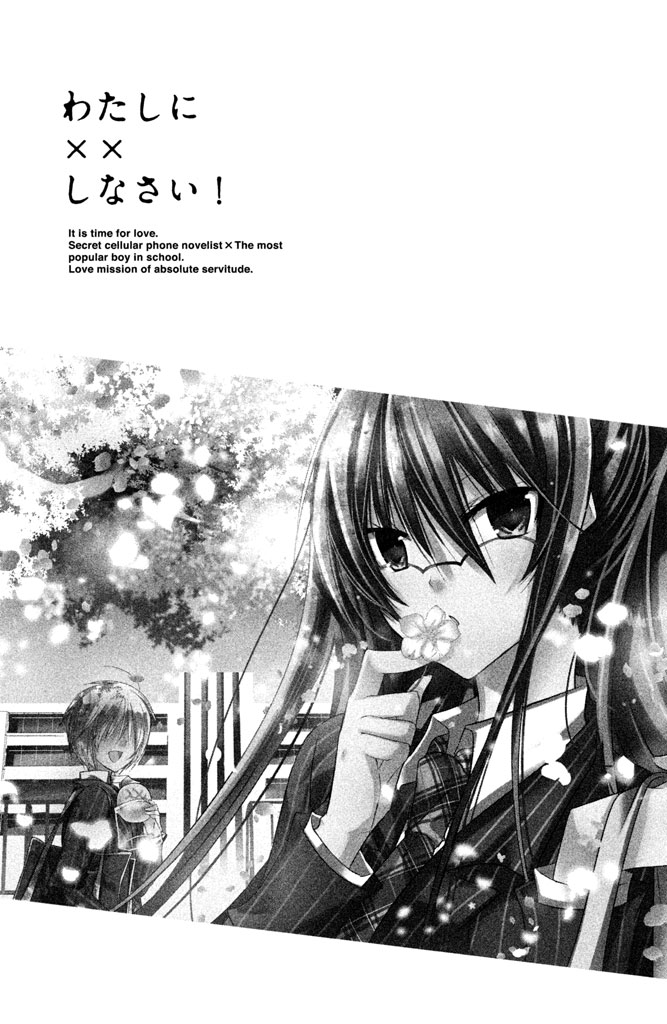 わたしに
××
しなさい！
It is time for love.
Secret cellular phone novelist×The most
popular boy in school.
Love mission of absolute servitude.